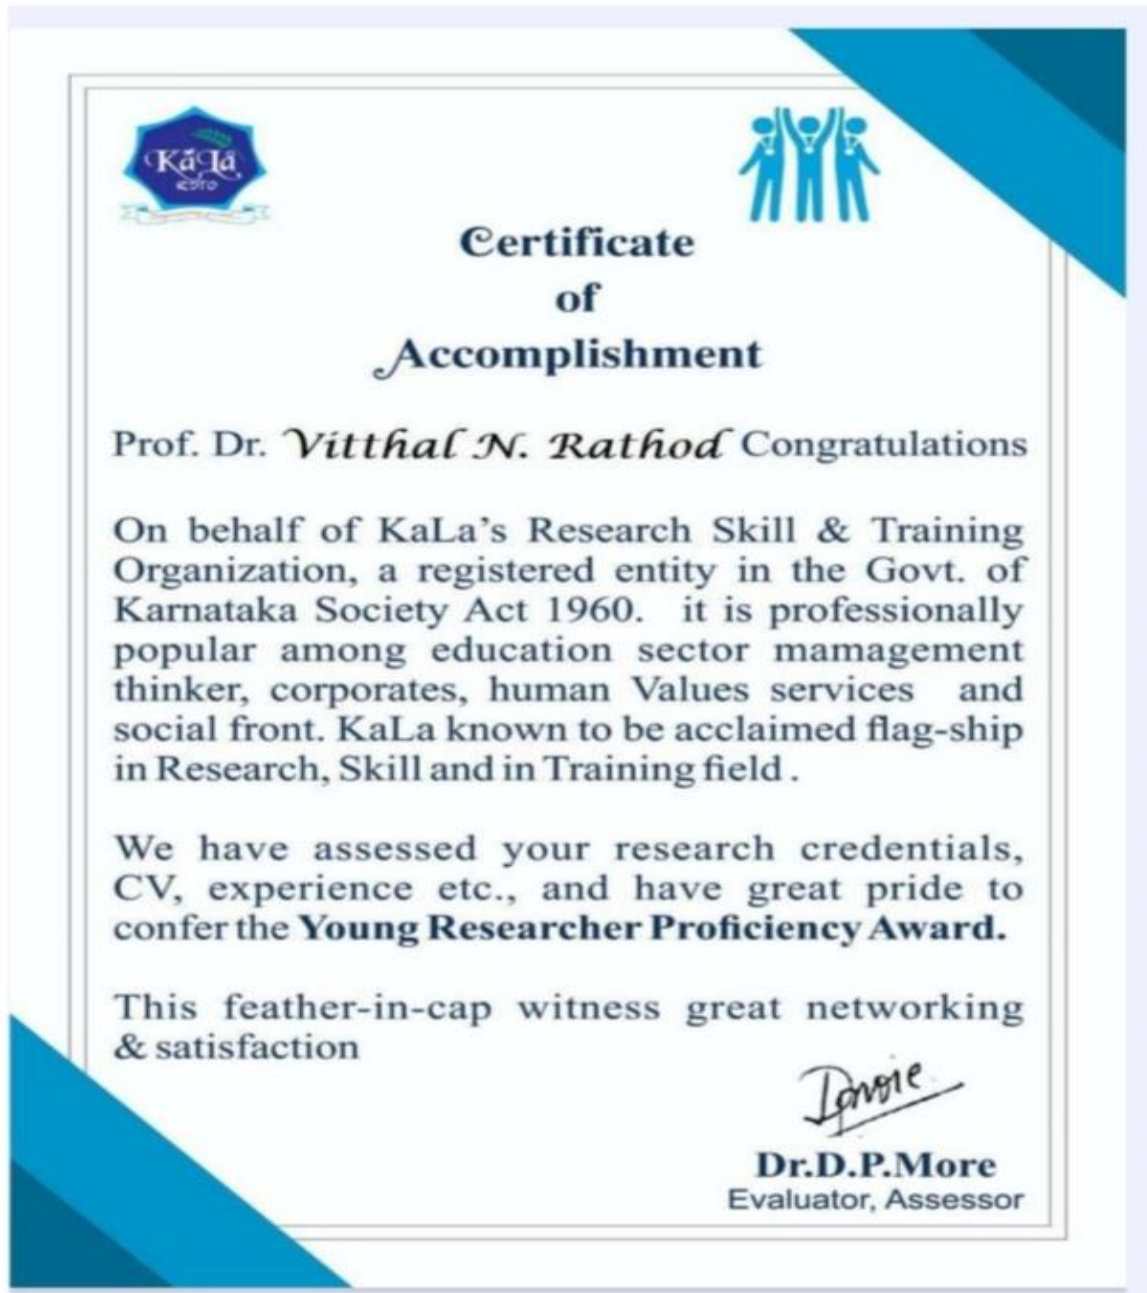 KaLa
Certificate
of
Accomplishment
Prof. Dr. Vitthal N. Rathod Congratulations
On behalf of KaLa's Research Skill & Training
Organization, a registered entity in the Govt. of
Karnataka Society Act 1960. it is professionally
popular among education sector mamagement
thinker, corporates, human Values services and
social front. KaLa known to be acclaimed flag-ship
in Research, Skill and in Training field .
We have assessed your research credentials,
CV, experience etc., and have great pride to
confer the Young Researcher Proficiency Award.
This feather-in-cap witness great networking
& satisfaction
Dr.D.P.More
Evaluator, Assessor